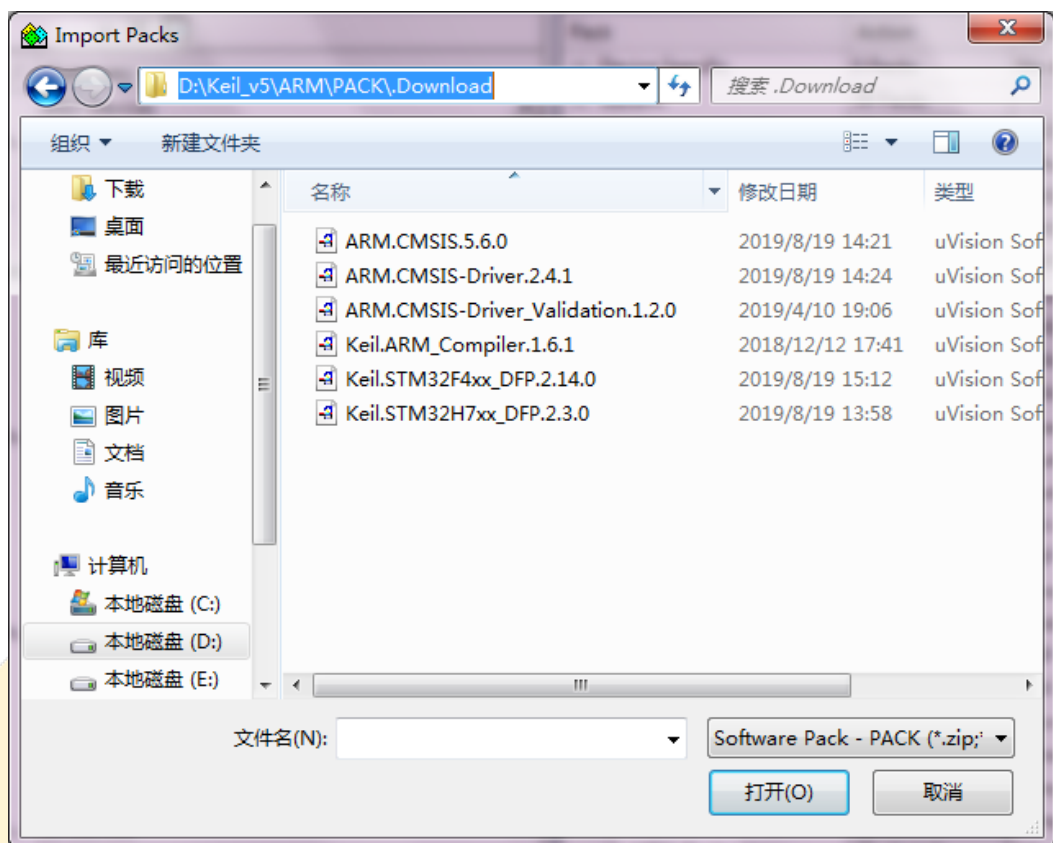 Import Packs
D:\Keil_v5\ARM\PACK\.Download
搜索 .Download
组织
新建文件夹
下载
桌面
最近访问的位置
库
视频
图片
文档
音乐
计算机
本地磁盘 (C:)
本地磁盘 (D:)
本地磁盘 (E:)
名称 修改日期 类型
ARM.CMSIS.5.6.0 2019/8/19 14:21 uVision Sof
ARM.CMSIS-Driver.2.4.1 2019/8/19 14:24 uVision Sof
ARM.CMSIS-Driver_Validation.1.2.0 2019/4/10 19:06 uVision Sof
Keil.ARM_Compiler.1.6.1 2018/12/12 17:41 uVision Sof
Keil.STM32F4xx_DFP.2.14.0 2019/8/19 15:12 uVision Sof
Keil.STM32H7xx_DFP.2.3.0 2019/8/19 13:58 uVision Sof
文件名(N):
Software Pack - PACK (*.zip;*
打开(O)
取消